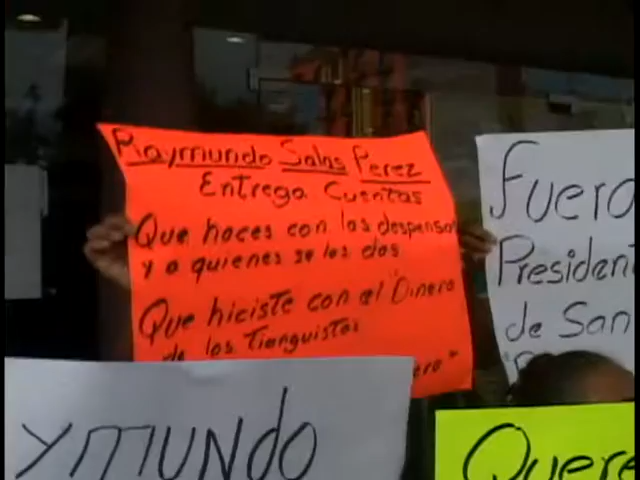 Raymundo Salas Perez
Entrega Cuentas
Que haces con las despensas
y a quienes se las das
Que hiciste con el Dinero
de los Tianguistas
Fuera
President
de San
ymundo
Quere